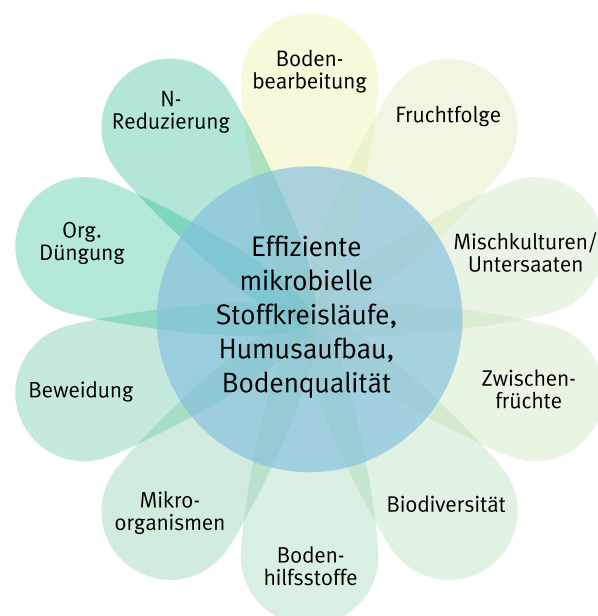 Boden-
bearbeitung
Fruchtfolge
Mischkulturen/
Untersaaten
Zwischen-
früchte
Biodiversität
Boden-
hilfsstoffe
Mikro-
organismen
Beweidung
Org.
Düngung
N-
Reduzierung
Effiziente
mikrobielle
Stoffkreisläufe,
Humusaufbau,
Bodenqualität